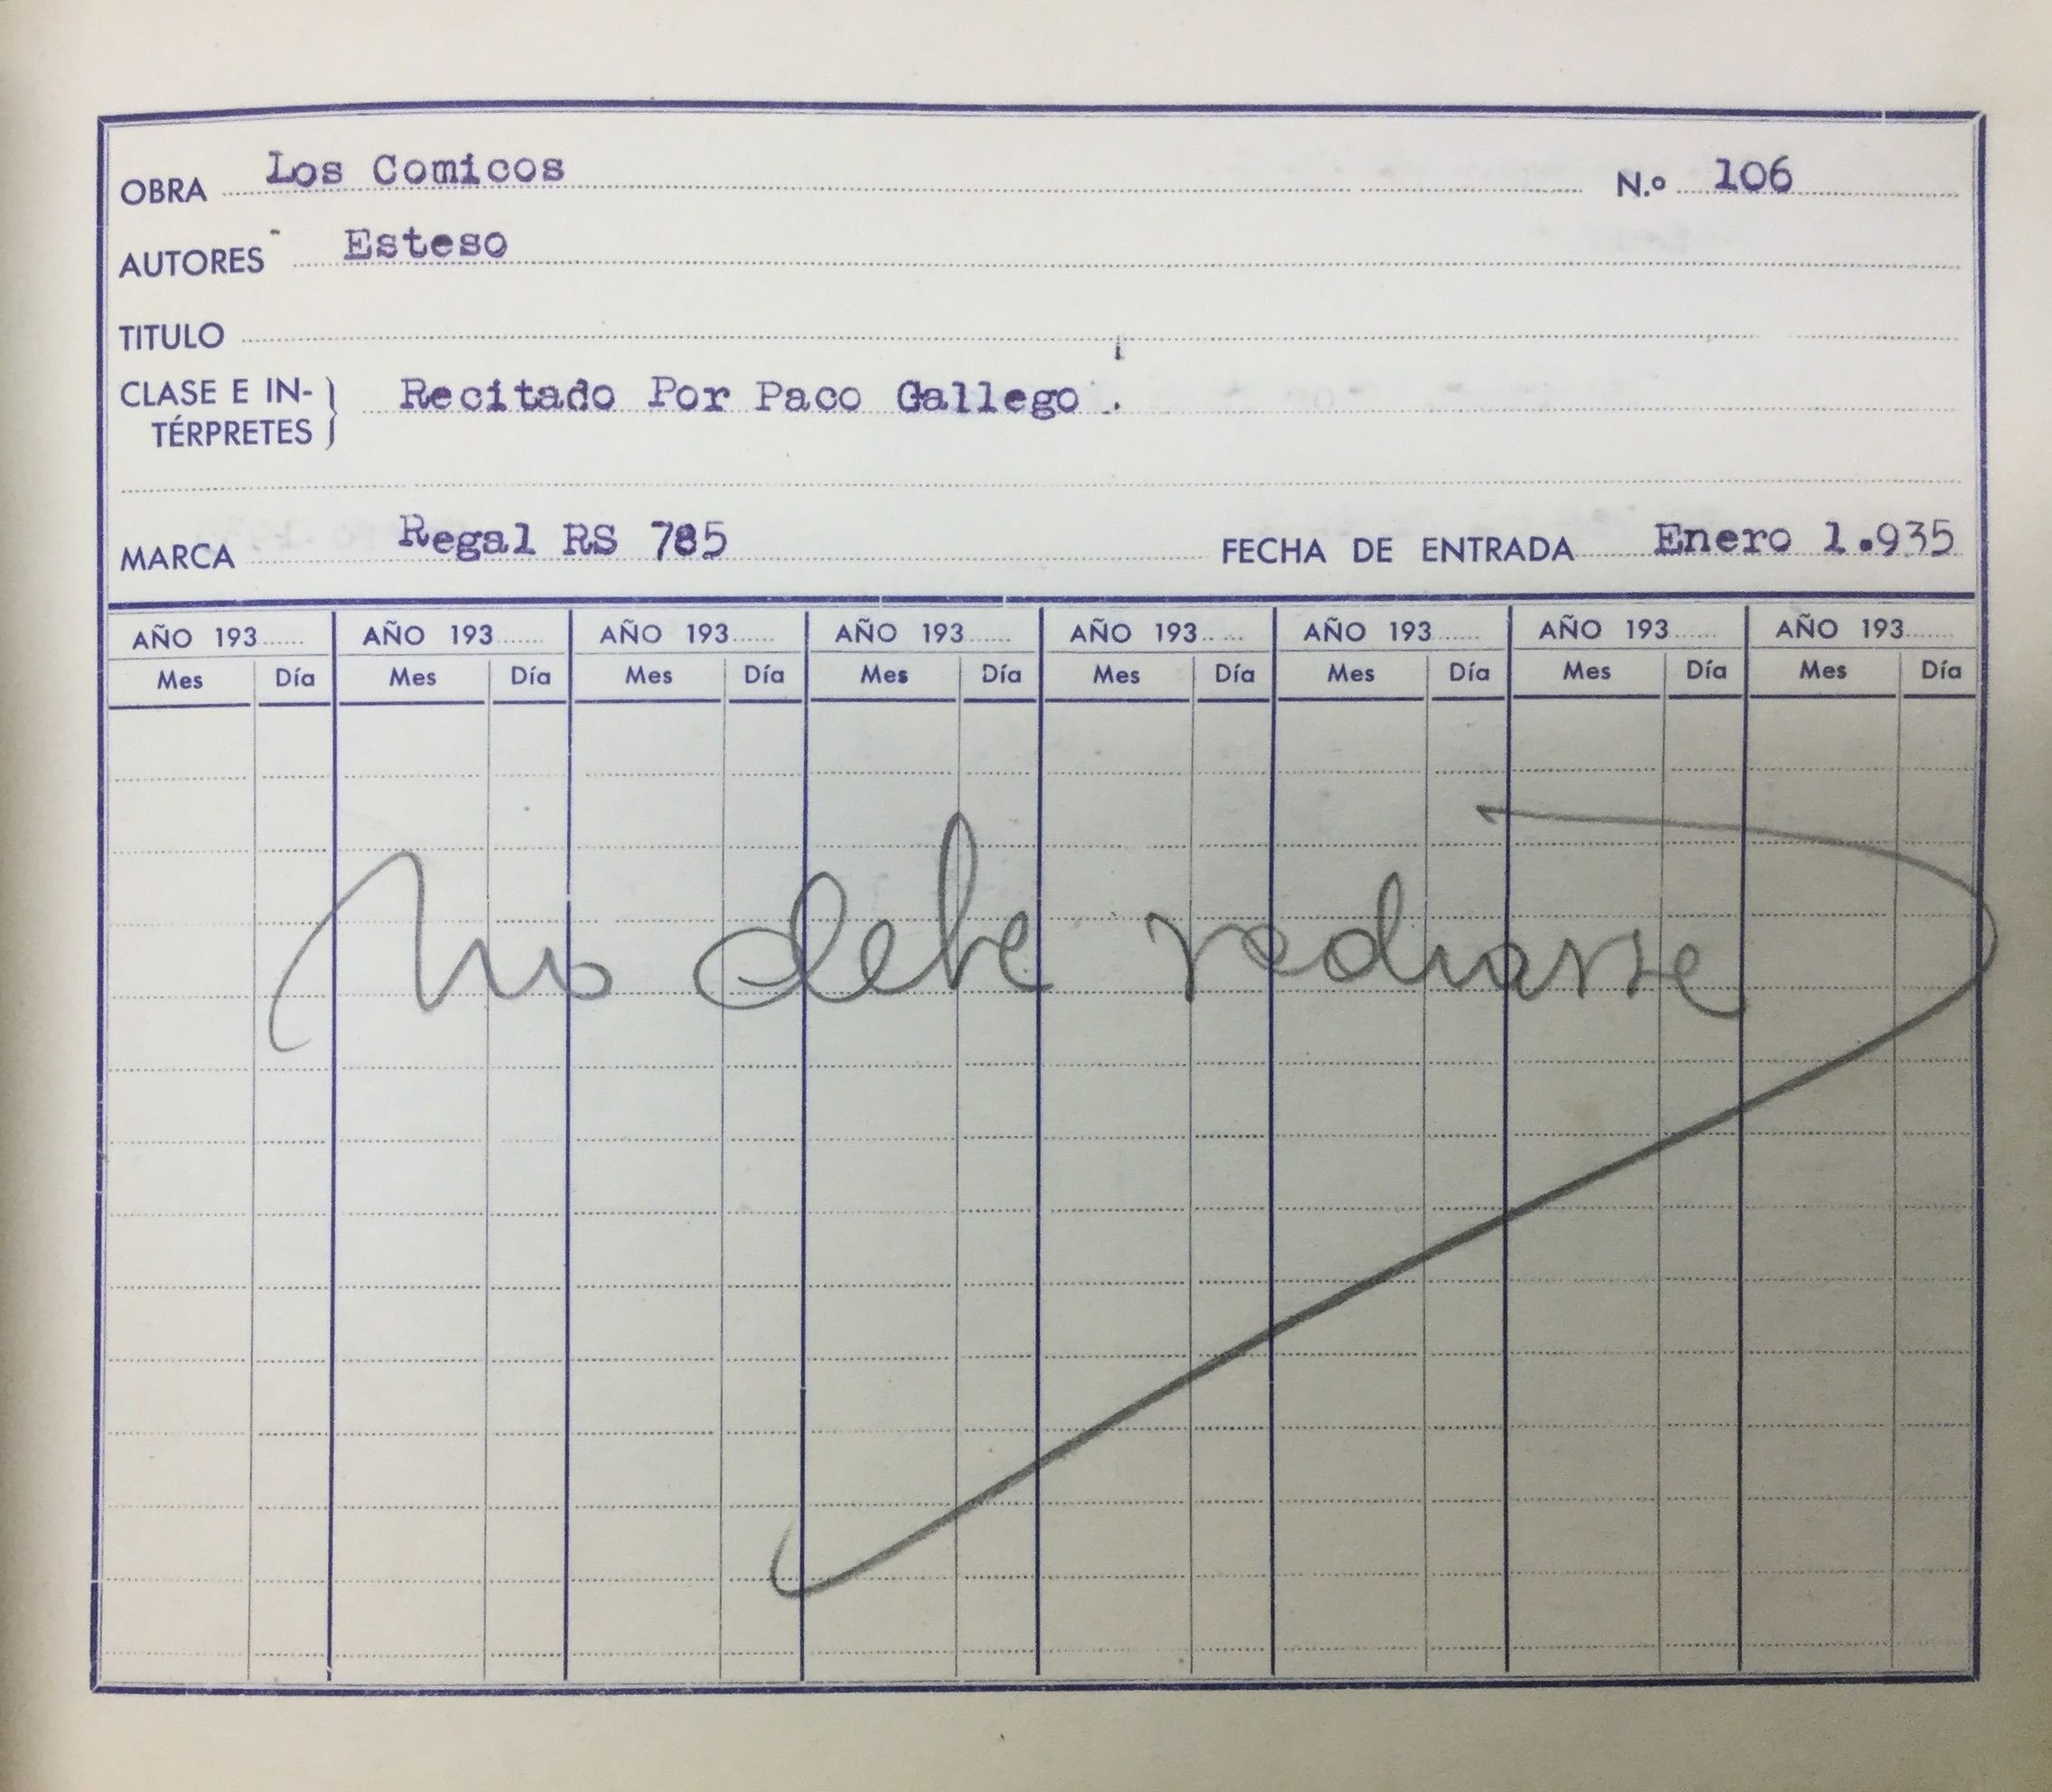 OBRA Los Comicos N.º 106
AUTORES Esteso
TITULO
CLASE E IN- } Recitado Por Paco Gallego .
TÉRPRETES
MARCA Regal RS 785 FECHA DE ENTRADA Enero 1.935
AÑO 193 AÑO 193 AÑO 193 AÑO 193 AÑO 193 AÑO 193 AÑO 193 AÑO 193
Mes Día Mes Día Mes Día Mes Día Mes Día Mes Día Mes Día Mes Día
No debe radiarse